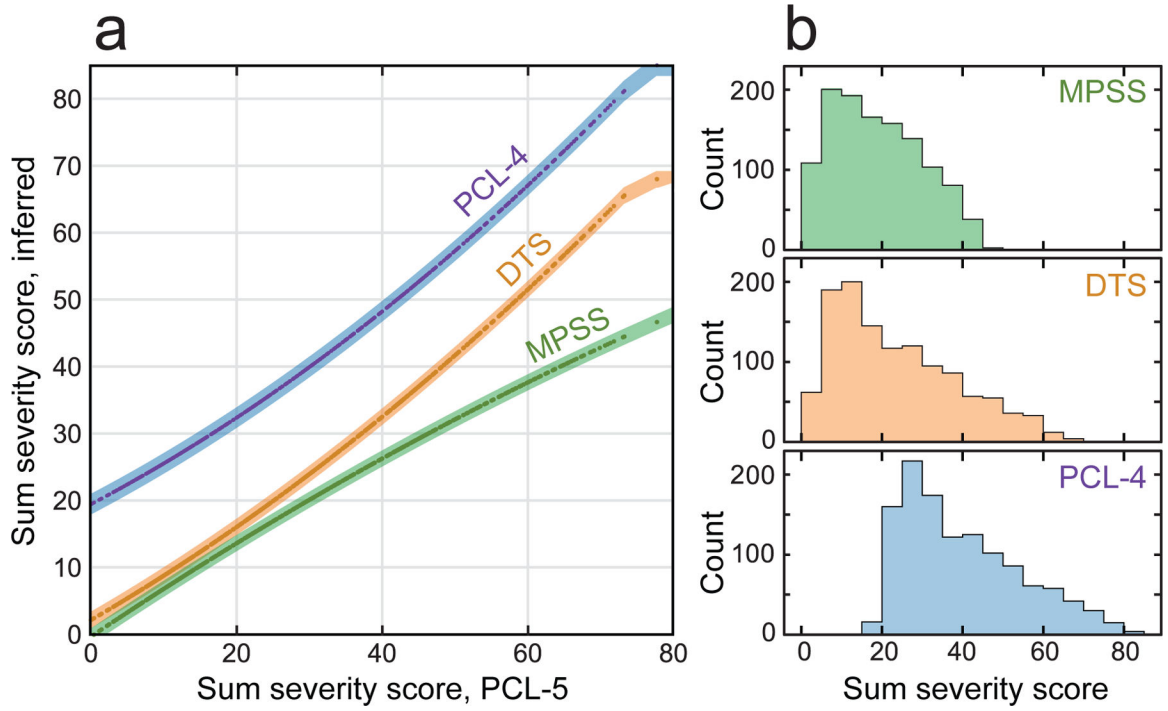 a
80
70
60
50
40
30
20
10
0
0 20 40 60 80
Sum severity score, inferred
Sum severity score, PCL-5
PCL-4
DTS
MPSS
b
200
100
0
Count
MPSS
200
100
0
Count
DTS
200
100
0
Count
PCL-4
0 20 40 60 80
Sum severity score